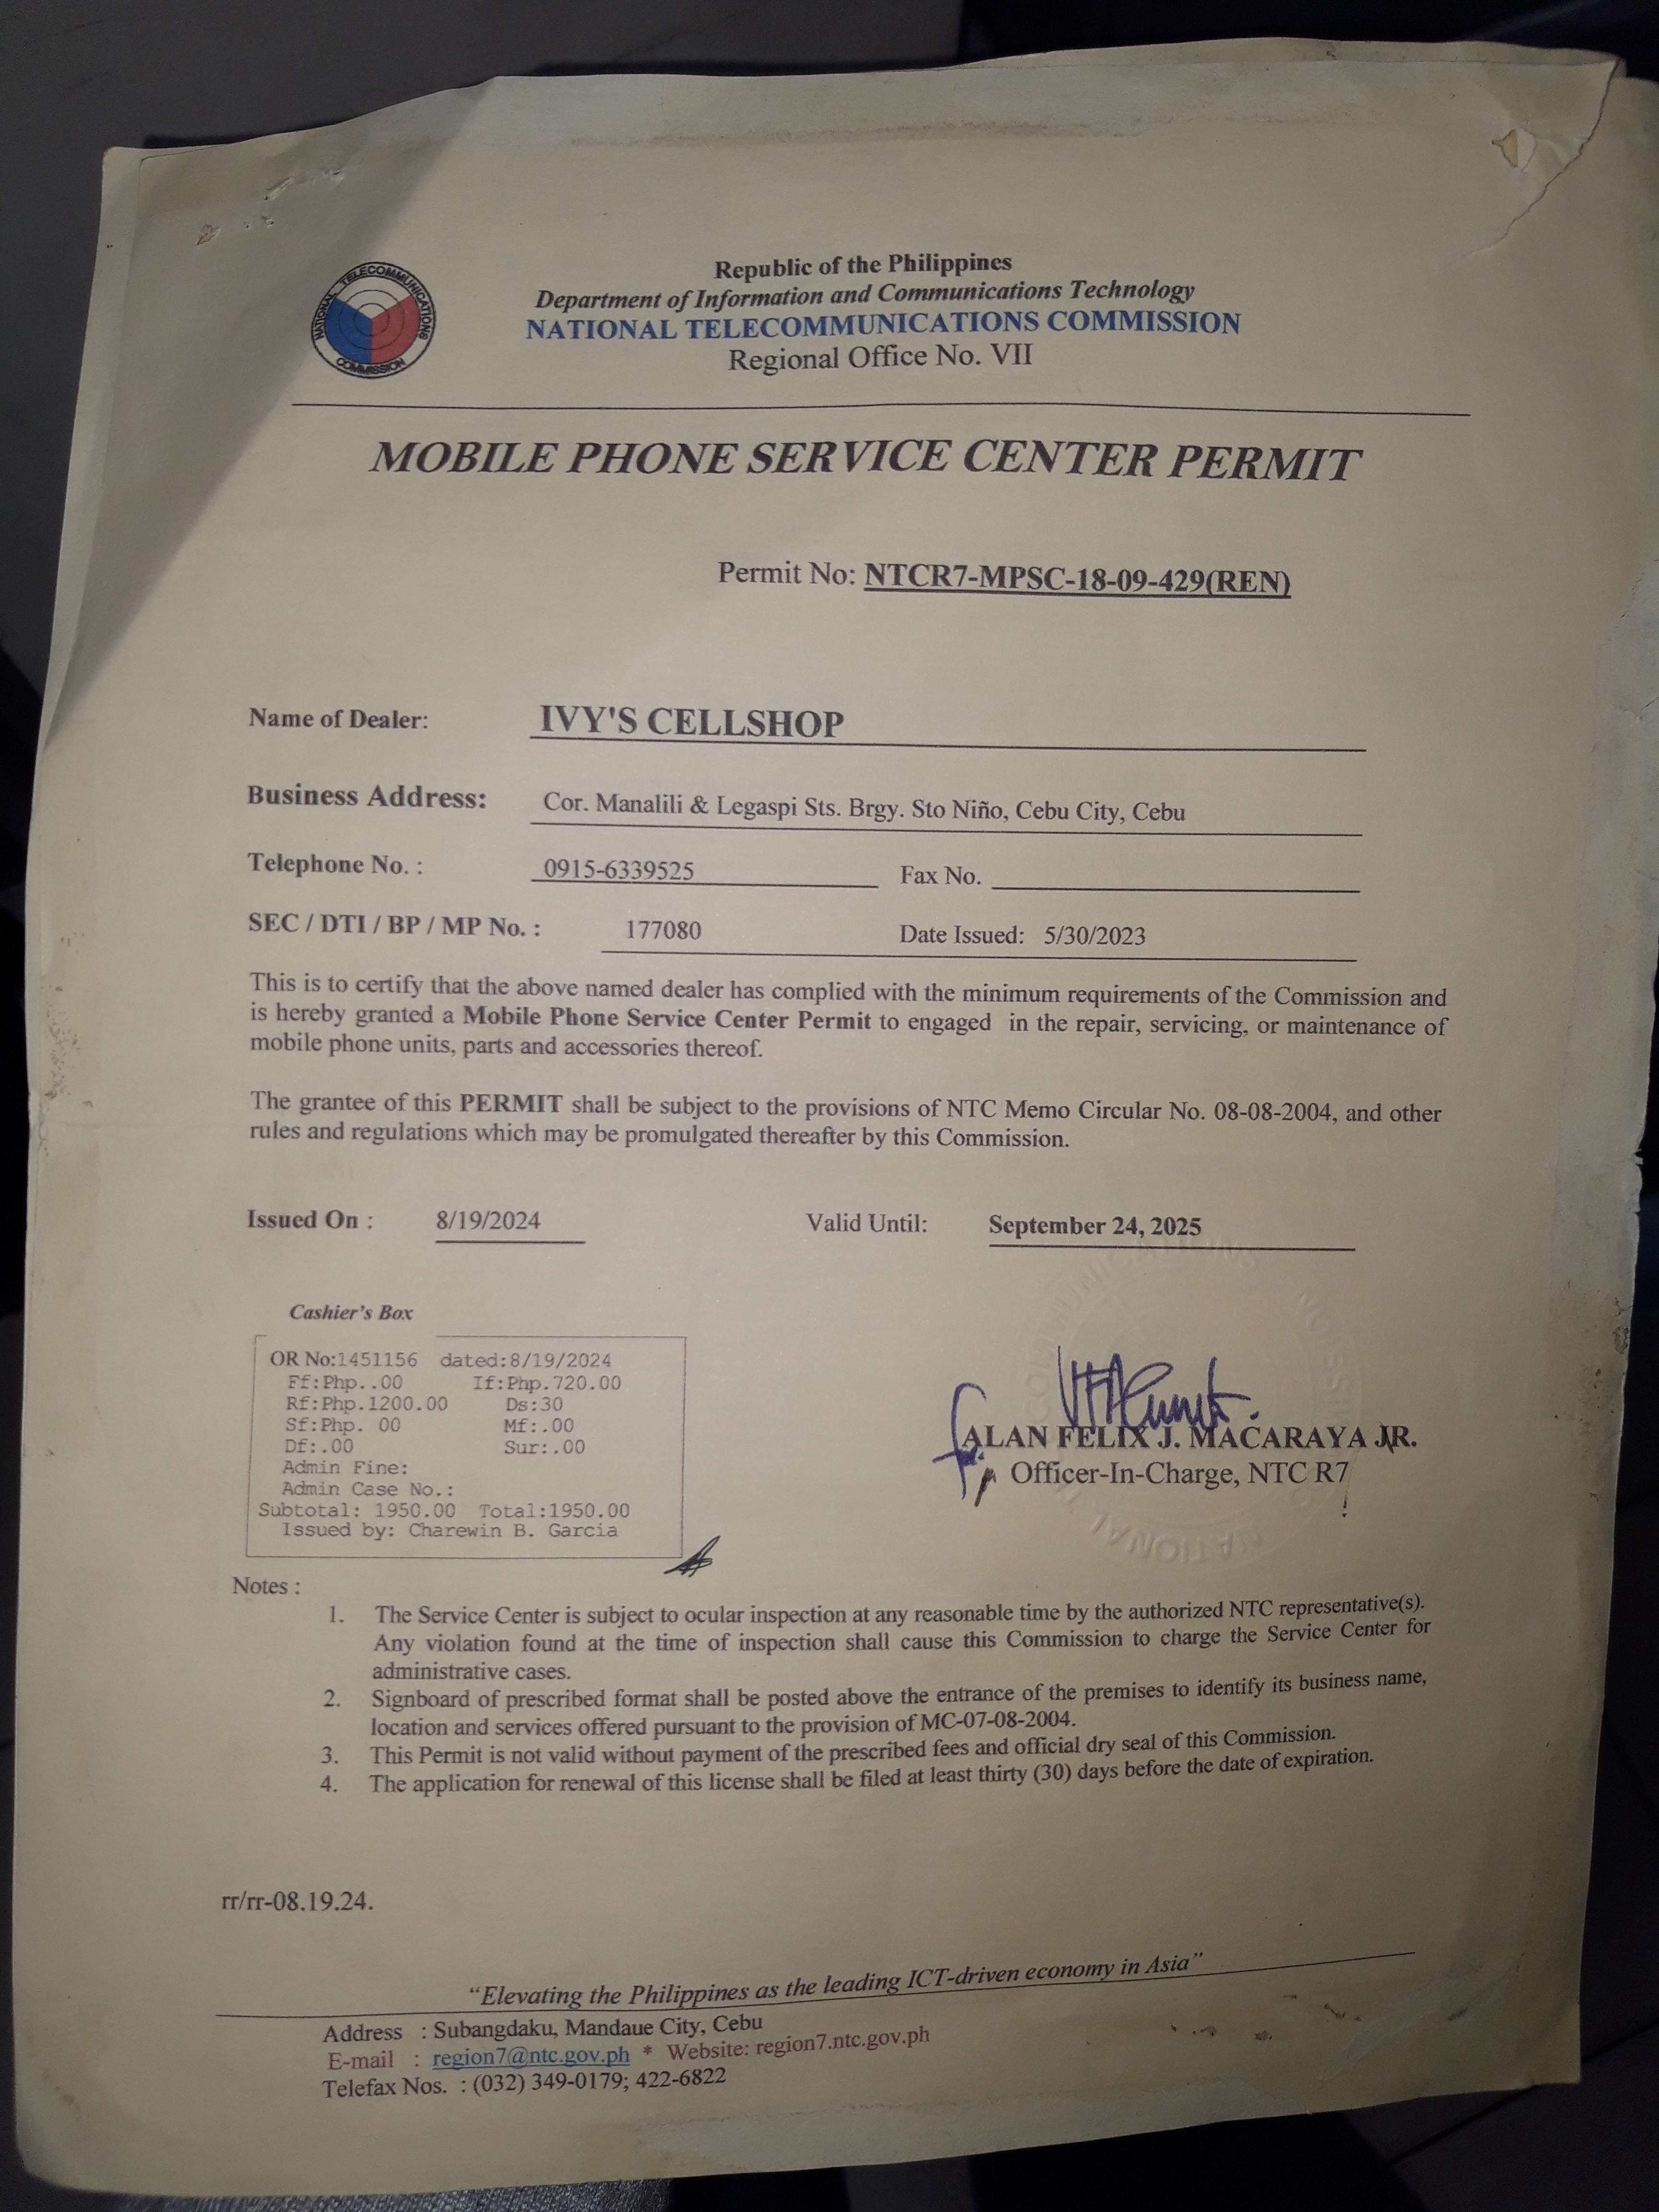 NATIONAL TELECOMMUNICATIONS COMMISSION
Republic of the Philippines
Department of Information and Communications Technology
NATIONAL TELECOMMUNICATIONS COMMISSION
Regional Office No. VII
MOBILE PHONE SERVICE CENTER PERMIT
Permit No: NTCR7-MPSC-18-09-429(REN)
Name of Dealer: IVY'S CELLSHOP
Business Address: Cor. Manalili & Legaspi Sts. Brgy. Sto Niño, Cebu City, Cebu
Telephone No. : 0915-6339525 Fax No.
SEC / DTI / BP / MP No. : 177080 Date Issued: 5/30/2023
This is to certify that the above named dealer has complied with the minimum requirements of the Commission and
is hereby granted a Mobile Phone Service Center Permit to engaged in the repair, servicing, or maintenance of
mobile phone units, parts and accessories thereof.
The grantee of this PERMIT shall be subject to the provisions of NTC Memo Circular No. 08-08-2004, and other
rules and regulations which may be promulgated thereafter by this Commission.
Issued On : 8/19/2024 Valid Until: September 24, 2025
Cashier's Box
OR No:1451156 dated:8/19/2024
Ff:Php..00 If:Php.720.00
Rf:Php.1200.00 Ds:30
Sf:Php. 00 Mf:.00
Df:.00 Sur:.00
Admin Fine:
Admin Case No.:
Subtotal: 1950.00 Total:1950.00
Issued by: Charewin B. Garcia
ALAN FELIX J. MACARAYA JR.
Officer-In-Charge, NTC R7
Notes :
1. The Service Center is subject to ocular inspection at any reasonable time by the authorized NTC representative(s).
Any violation found at the time of inspection shall cause this Commission to charge the Service Center for
administrative cases.
2. Signboard of prescribed format shall be posted above the entrance of the premises to identify its business name,
location and services offered pursuant to the provision of MC-07-08-2004.
3. This Permit is not valid without payment of the prescribed fees and official dry seal of this Commission.
4. The application for renewal of this license shall be filed at least thirty (30) days before the date of expiration.
rr/rr-08.19.24.
“Elevating the Philippines as the leading ICT-driven economy in Asia”
Address : Subangdaku, Mandaue City, Cebu
E-mail : region7@ntc.gov.ph * Website: region7.ntc.gov.ph
Telefax Nos. : (032) 349-0179; 422-6822